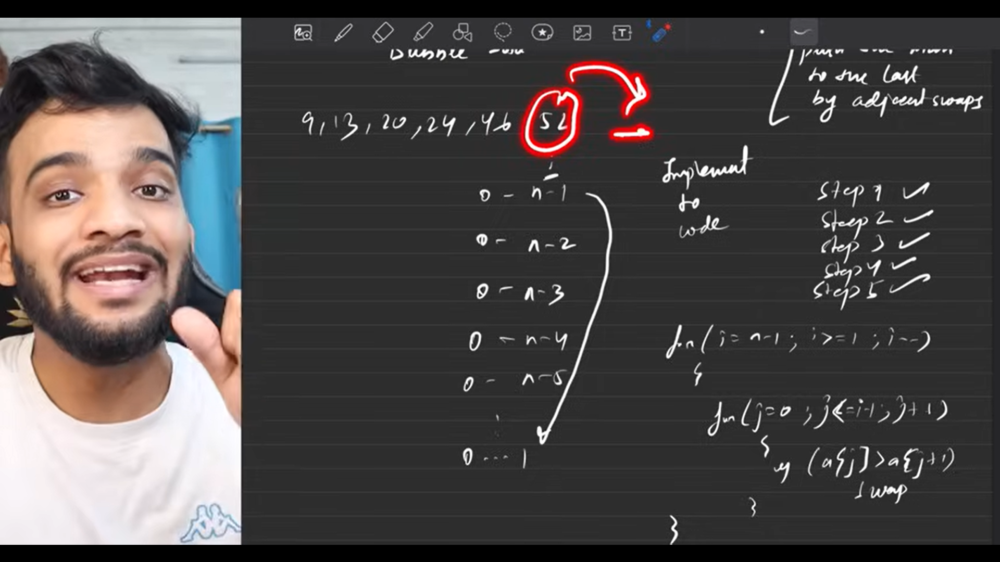 Bubble
to the last
by adjacent swaps
9, 13, 20, 24, 46 52
0 - n-1
0 - n-2
0 - n-3
0 - n-4
0 - n-5
0 --- 1
Implement
to
code
Step 1 ✓
Steep 2 ✓
step 3 ✓
step 4 ✓
step 5 ✓
for( i= n-1 ; i>=1 ; i--)
{
for(j=0 ; j<=i-1 ; j+1)
{
if (a[j]>a[j+1)
swap
}
}